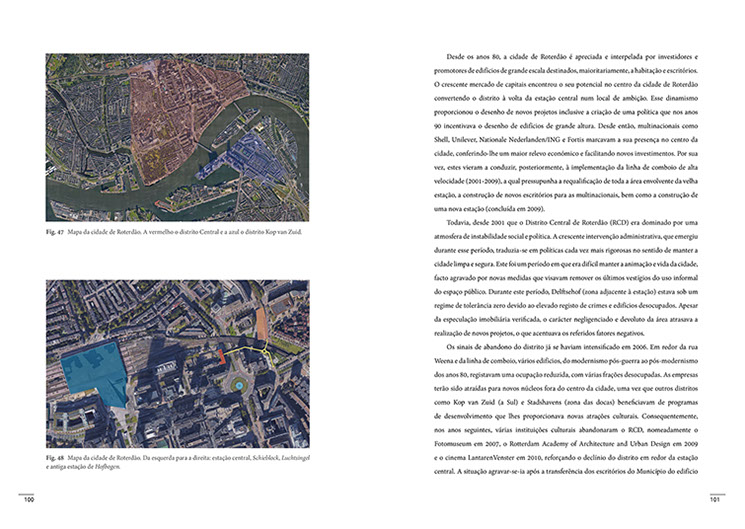 Fig. 47 Mapa da cidade de Roterdão. A vermelho o distrito Central e a azul o distrito Kop van Zuid.
Fig. 48 Mapa da cidade de Roterdão. Da esquerda para a direita: estação central, Schieblock, Luchtsingel
e antiga estação de Hofbogen.
100
Desde os anos 80, a cidade de Roterdão é apreciada e interpelada por investidores e
promotores de edifícios de grande escala destinados, maioritariamente, a habitação e escritórios.
O crescente mercado de capitais encontrou o seu potencial no centro da cidade de Roterdão
convertendo o distrito à volta da estação central num local de ambição. Esse dinamismo
proporcionou o desenho de novos projetos inclusive a criação de uma política que nos anos
90 incentivava o desenho de edifícios de grande altura. Desde então, multinacionais como
Shell, Unilever, Nationale Nederlanden/ING e Fortis marcavam a sua presença no centro da
cidade, conferindo-lhe um maior relevo económico e facilitando novos investimentos. Por sua
vez, estes vieram a conduzir, posteriormente, à implementação da linha de comboio de alta
velocidade (2001-2009), a qual pressupunha a requalificação de toda a área envolvente da velha
estação, a construção de novos escritórios para as multinacionais, bem como a construção de
uma nova estação (concluída em 2009).
Todavia, desde 2001 que o Distrito Central de Roterdão (RCD) era dominado por uma
atmosfera de instabilidade social e política. A crescente intervenção administrativa, que emergiu
durante esse período, traduzia-se em políticas cada vez mais rigorosas no sentido de manter a
cidade limpa e segura. Este foi um período em que era difícil manter a animação e vida da cidade,
facto agravado por novas medidas que visavam remover os últimos vestígios do uso informal
do espaço público. Durante este período, Delftsehof (zona adjacente à estação) estava sob um
regime de tolerância zero devido ao elevado registo de crimes e edifícios desocupados. Apesar
da especulação imobiliária verificada, o carácter negligenciado e devoluto da área atrasava a
realização de novos projetos, o que acentuava os referidos fatores negativos.
Os sinais de abandono do distrito já se haviam intensificado em 2006. Em redor da rua
Weena e da linha de comboio, vários edifícios, do modernismo pós-guerra ao pós-modernismo
dos anos 80, registavam uma ocupação reduzida, com várias frações desocupadas. As empresas
terão sido atraídas para novos núcleos fora do centro da cidade, uma vez que outros distritos
como Kop van Zuid (a Sul) e Stadshavens (zona das docas) beneficiavam de programas
de desenvolvimento que lhes proporcionava novas atrações culturais. Consequentemente,
nos anos seguintes, várias instituições culturais abandonaram o RCD, nomeadamente o
Fotomuseum em 2007, o Rotterdam Academy of Architecture and Urban Design em 2009
e o cinema LantarenVenster em 2010, reforçando o declínio do distrito em redor da estação
central. A situação agravar-se-ia após a transferência dos escritórios do Município do edifício
101